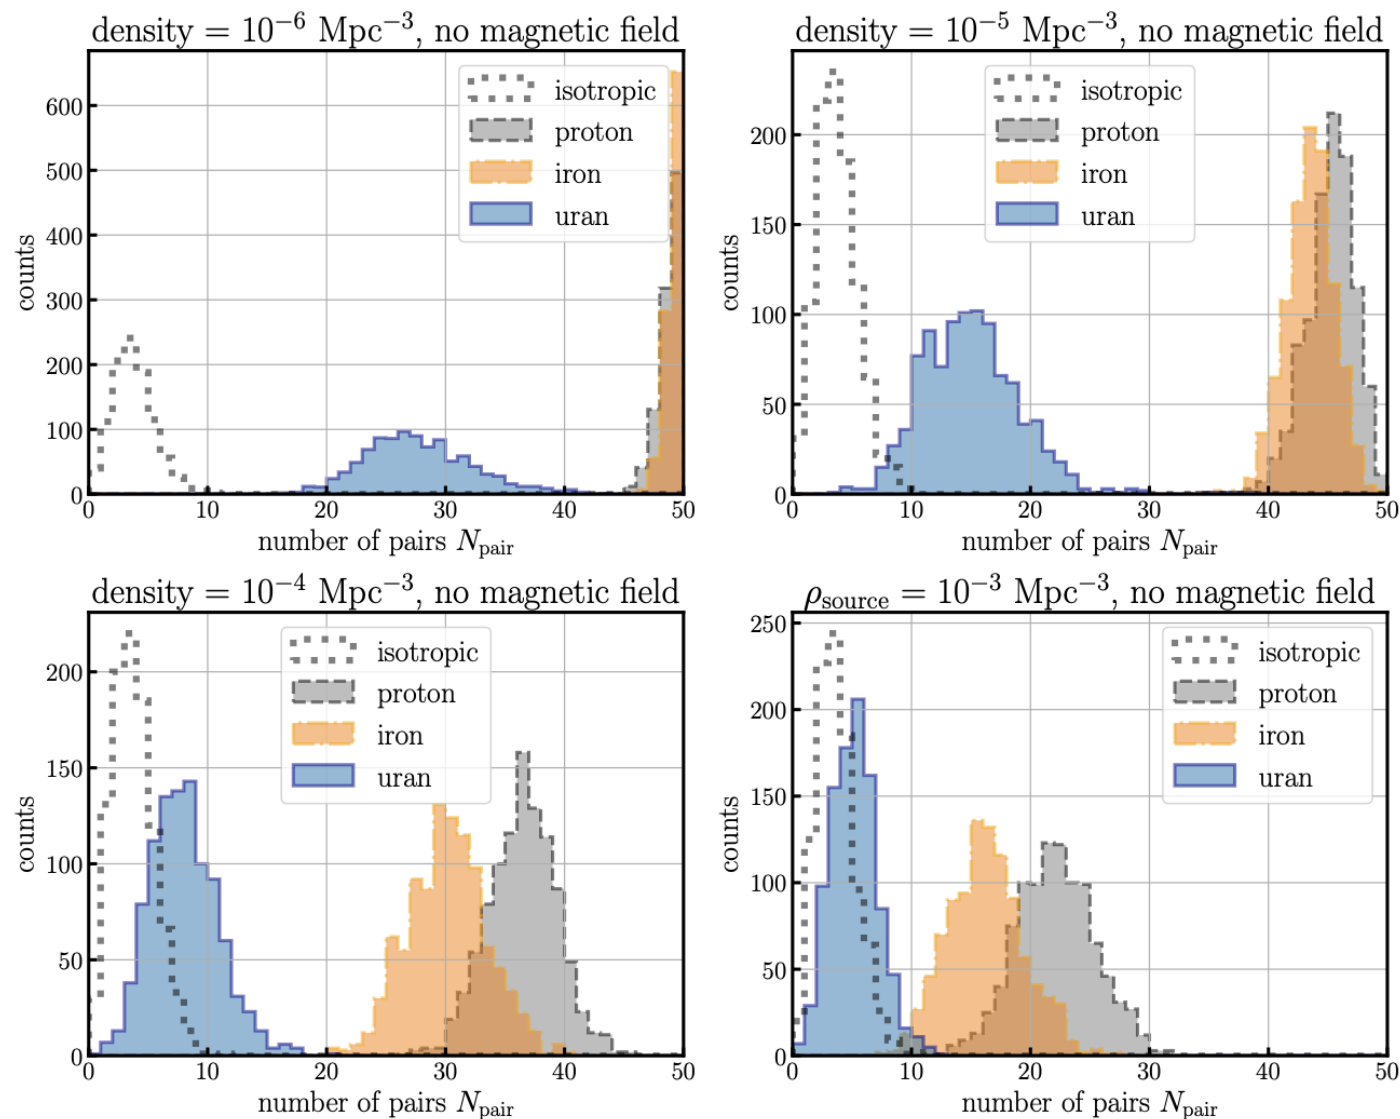 density = 10⁻⁶ Mpc⁻³, no magnetic field
600
500
400
300
200
100
0
counts
isotropic
proton
iron
uran
0 10 20 30 40 50
number of pairs N_pair
density = 10⁻⁵ Mpc⁻³, no magnetic field
200
150
100
50
0
counts
isotropic
proton
iron
uran
0 10 20 30 40 50
number of pairs N_pair
density = 10⁻⁴ Mpc⁻³, no magnetic field
200
150
100
50
0
counts
isotropic
proton
iron
uran
0 10 20 30 40 50
number of pairs N_pair
ρ_source = 10⁻³ Mpc⁻³, no magnetic field
250
200
150
100
50
0
counts
isotropic
proton
iron
uran
0 10 20 30 40 50
number of pairs N_pair